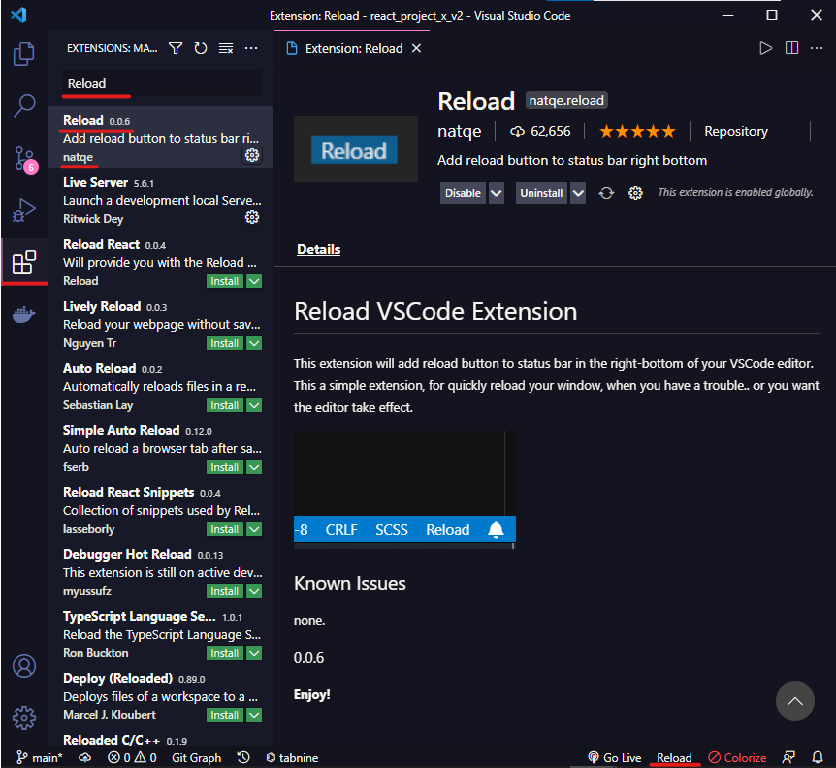 Extension: Reload - react_project_x_v2 - Visual Studio Code
EXTENSIONS: MA...
Extension: Reload
Reload
Reload 0.0.6
Add reload button to status bar ri...
natqe
Live Server 5.6.1
Launch a development local Serve...
Ritwick Dey
Reload React 0.0.4
Will provide you with the Reload ...
Reload Install
Lively Reload 0.0.3
Reload your webpage without sav...
Nguyen Tr Install
Auto Reload 0.0.2
Automatically reloads files in a re...
Sebastian Lay Install
Simple Auto Reload 0.12.0
Auto reload a browser tab after sa...
fserb Install
Reload React Snippets 0.0.4
Collection of snippets used by Rel...
lasseborly Install
Debugger Hot Reload 0.0.13
This extension is still on active dev...
myussufz Install
TypeScript Language Se... 1.0.1
Reload the TypeScript Language S...
Ron Buckton Install
Deploy (Reloaded) 0.89.0
Deploys files of a workspace to a ...
Marcel J. Kloubert Install
Reloaded C/C++ 0.1.9
6
Reload
Reload natqe.reload
natqe 62,656 Repository
Add reload button to status bar right bottom
Disable Uninstall This extension is enabled globally.
Details
Reload VSCode Extension
This extension will add reload button to status bar in the right-bottom of your VSCode editor.
This a simple extension, for quickly reload your window, when you have a trouble.. or you want
the editor take effect.
-8 CRLF SCSS Reload
Known Issues
none.
0.0.6
Enjoy!
main* 0 0 Git Graph tabnine Go Live Reload Colorize